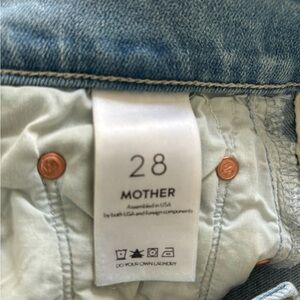 28
MOTHER
Assembled in USA
by both USA and foreign components
DO YOUR OWN LAUNDRY